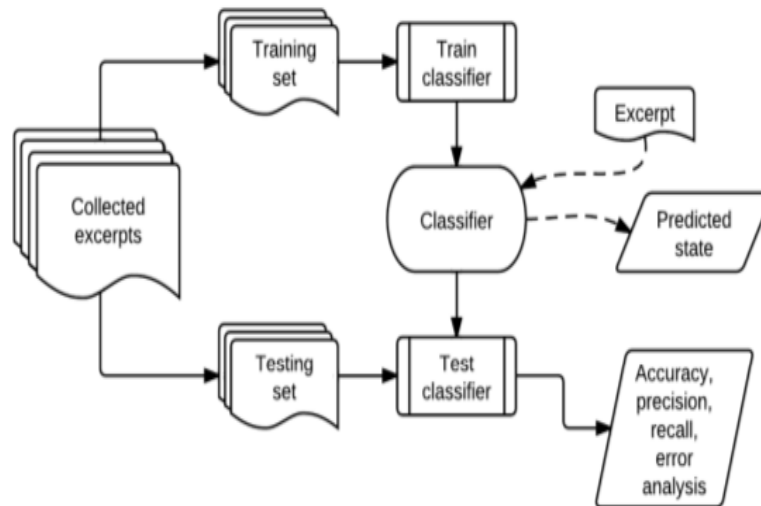 Training
set
Train
classifier
Excerpt
Collected
excerpts
Classifier
Predicted
state
Testing
set
Test
classifier
Accuracy,
precision,
recall,
error
analysis